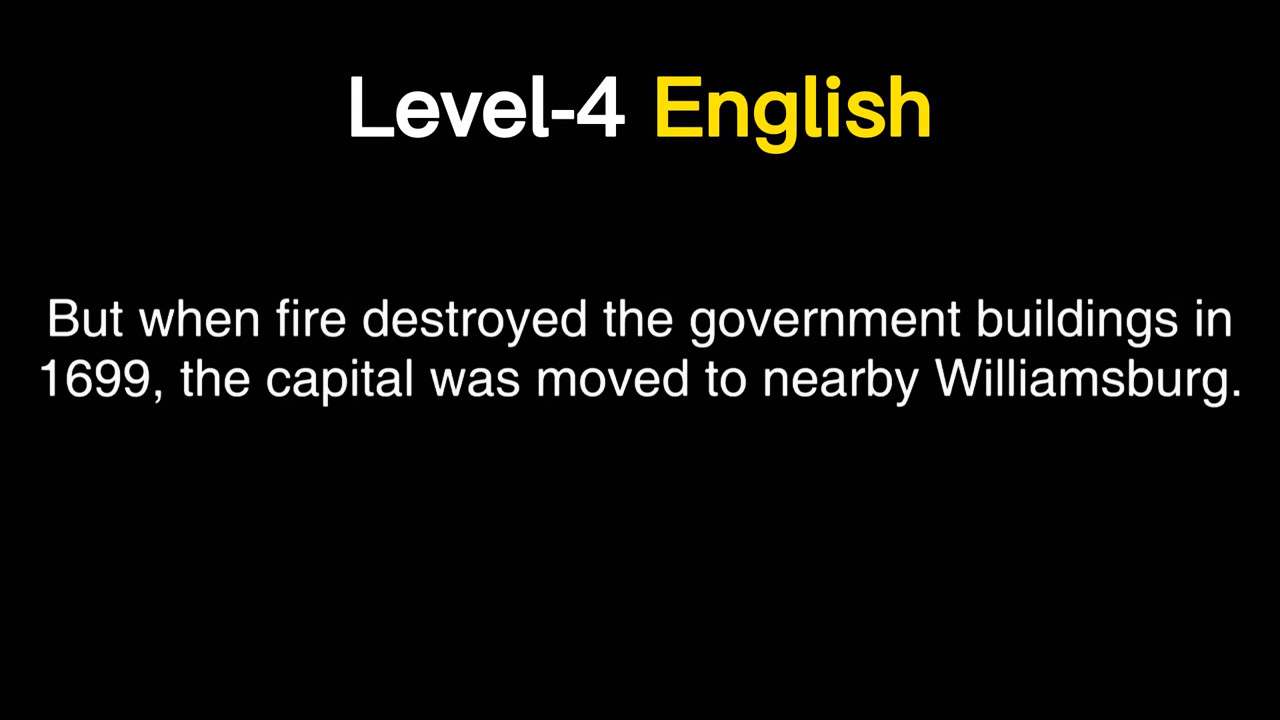 Level-4 English
But when fire destroyed the government buildings in
1699, the capital was moved to nearby Williamsburg.